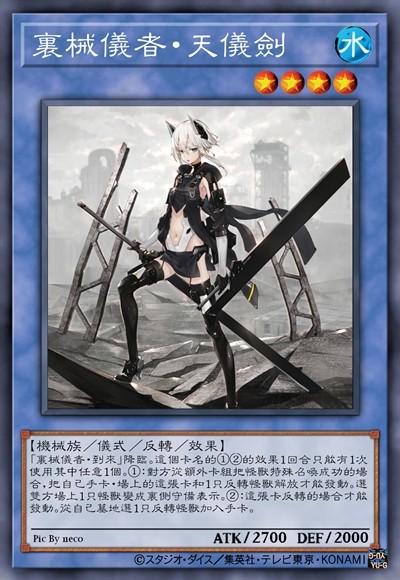 裏械儀者・天儀劍
水
【機械族／儀式／反轉／效果】
「裏械儀者・到來」降臨。這個卡名的①②的效果1回合只能有1次
使用其中任意1個。①：對方從額外卡組把怪獸特殊召喚成功的場
合，把自己手卡・場上的這張卡和1只反轉怪獸解放才能發動。選
雙方場上1只怪獸變成裏側守備表示。②：這張卡反轉的場合才能
發動。從自己墓地選1只反轉怪獸加入手卡。
ATK／2700 DEF／2000
Pic By neco
©スタジオ・ダイス／集英社・テレビ東京・KONAMI